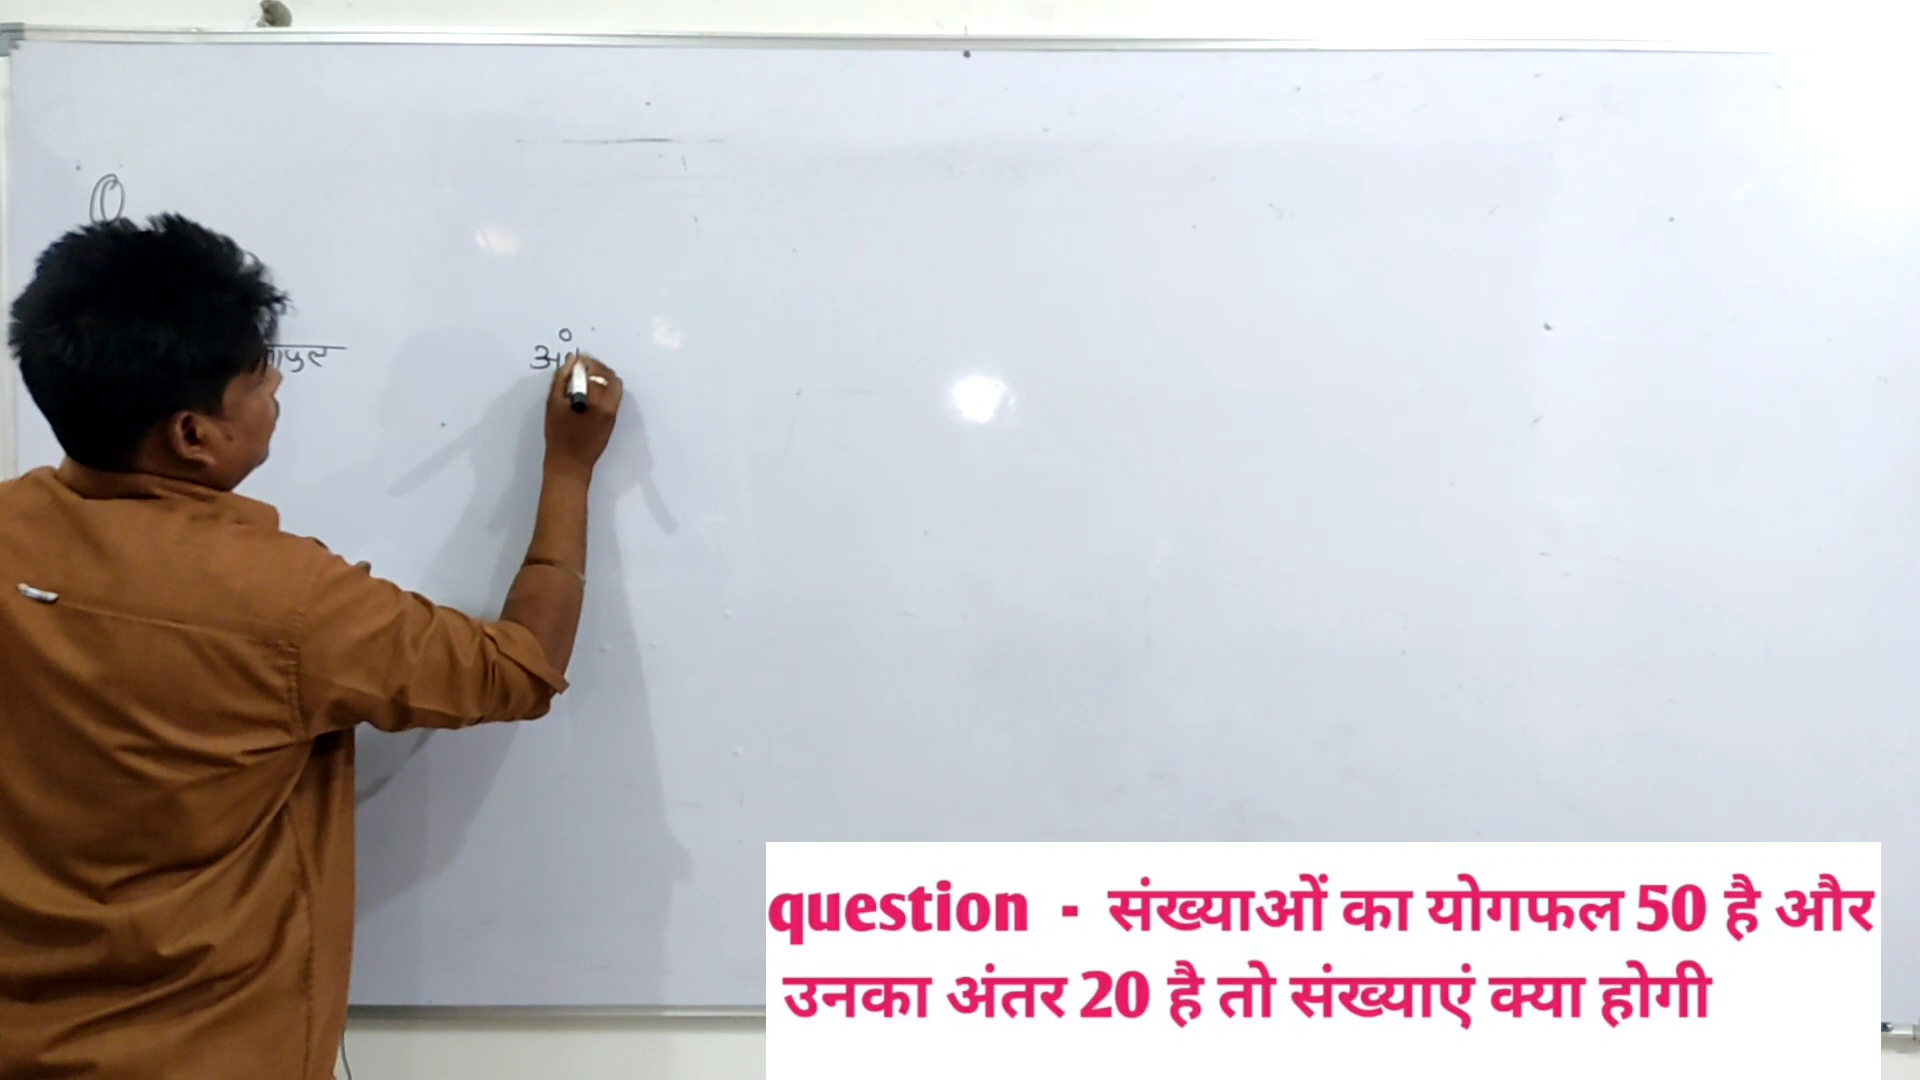 Q
question - संख्याओं का योगफल 50 है और
उनका अंतर 20 है तो संख्याएं क्या होगी